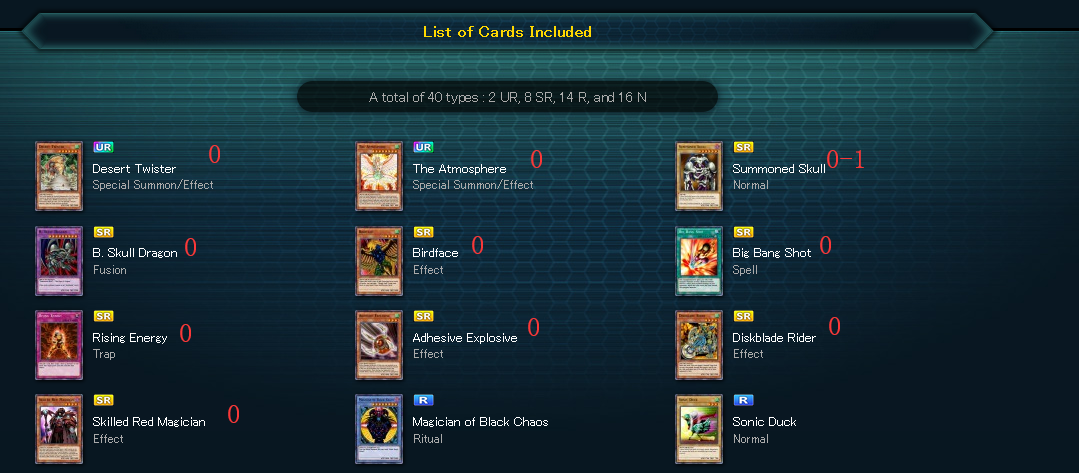 List of Cards Included
A total of 40 types : 2 UR, 8 SR, 14 R, and 16 N
UR
Desert Twister 0
Special Summon/Effect
UR
The Atmosphere 0
Special Summon/Effect
SR
Summoned Skull 0-1
Normal
SR
B. Skull Dragon 0
Fusion
SR
Birdface 0
Effect
SR
Big Bang Shot 0
Spell
SR
Rising Energy 0
Trap
SR
Adhesive Explosive 0
Effect
SR
Diskblade Rider 0
Effect
SR
Skilled Red Magician 0
Effect
R
Magician of Black Chaos
Ritual
R
Sonic Duck
Normal